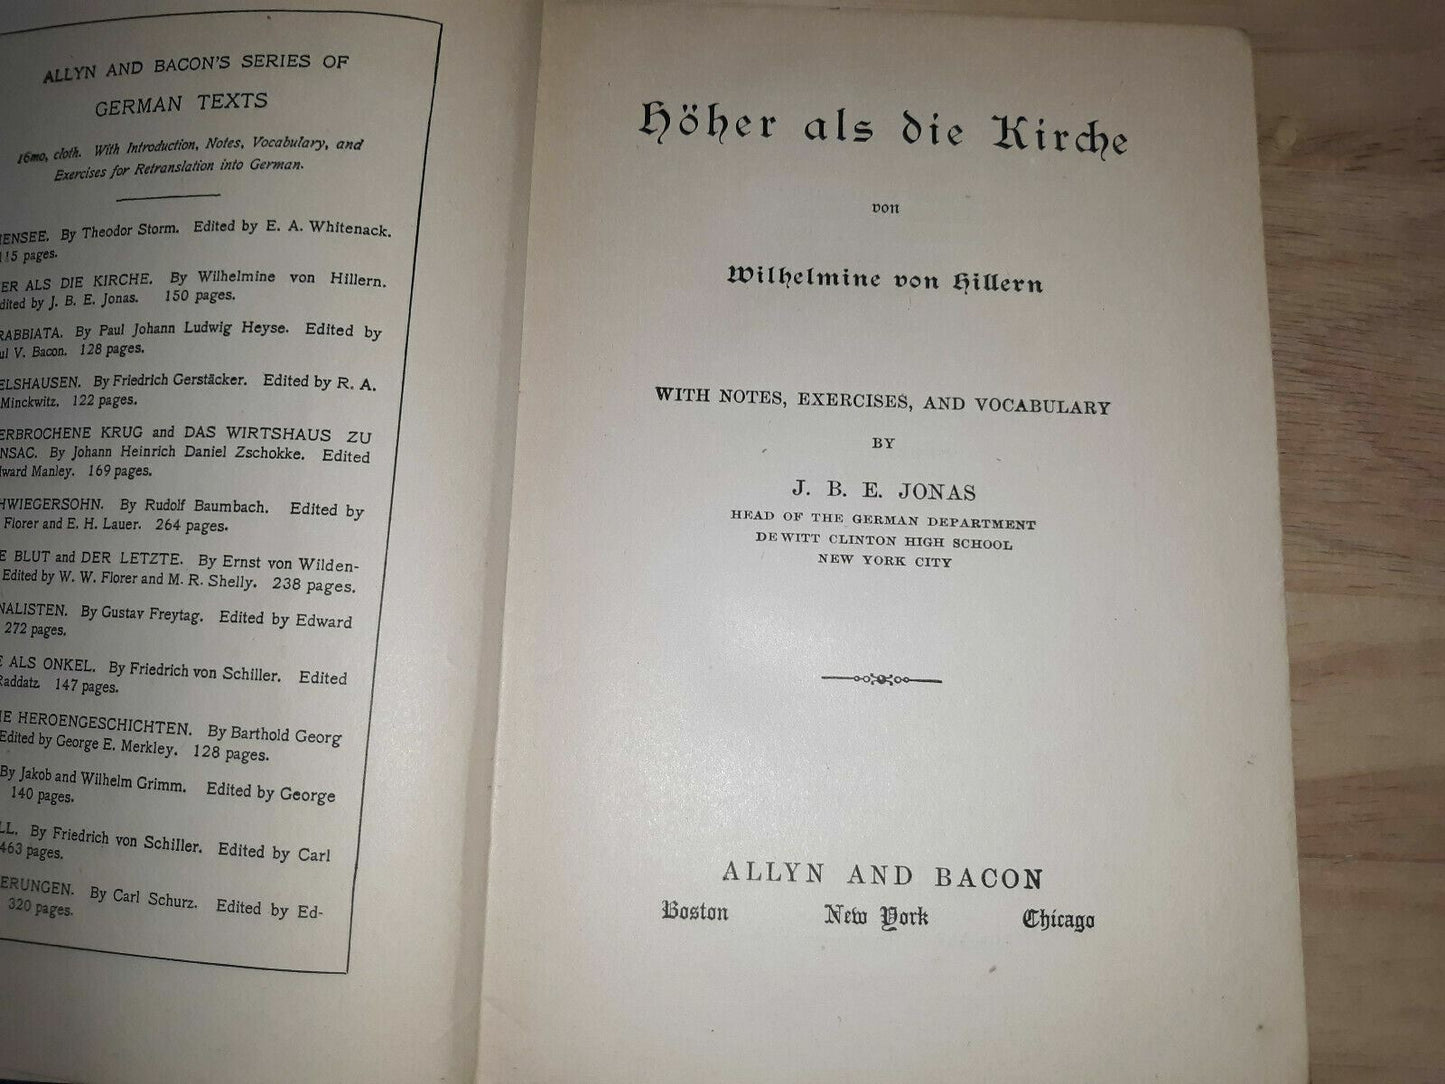 ALLYN AND BACON'S SERIES OF
GERMAN TEXTS
16mo, cloth. With Introduction, Notes, Vocabulary, and
Exercises for Retranslation into German.
ENSEE. By Theodor Storm. Edited by E. A. Whitenack.
115 pages.
ER ALS DIE KIRCHE. By Wilhelmine von Hillern.
dited by J. B. E. Jonas. 150 pages.
RABBIATA. By Paul Johann Ludwig Heyse. Edited by
ul V. Bacon. 128 pages.
ELSHAUSEN. By Friedrich Gerstäcker. Edited by R. A.
Minckwitz. 122 pages.
ERBROCHENE KRUG and DAS WIRTSHAUS ZU
NSAC. By Johann Heinrich Daniel Zschokke. Edited
dward Manley. 169 pages.
HWIEGERSOHN. By Rudolf Baumbach. Edited by
Florer and E. H. Lauer. 264 pages.
E BLUT and DER LETZTE. By Ernst von Wilden-
Edited by W. W. Florer and M. R. Shelly. 238 pages.
NALISTEN. By Gustav Freytag. Edited by Edward
272 pages.
E ALS ONKEL. By Friedrich von Schiller. Edited
Raddatz 147 pages.
HE HEROENGESCHICHTEN. By Barthold Georg
Edited by George E. Merkley. 128 pages.
By Jakob and Wilhelm Grimm. Edited by George
140 pages.
LL. By Friedrich von Schiller. Edited by Carl
463 pages.
ERUNGEN. By Carl Schurz. Edited by Ed-
320 pages.
Höher als die Kirche
von
Wilhelmine von Hillern
WITH NOTES, EXERCISES, AND VOCABULARY
BY
J. B. E. JONAS
HEAD OF THE GERMAN DEPARTMENT
DE WITT CLINTON HIGH SCHOOL
NEW YORK CITY
ALLYN AND BACON
Boston New York Chicago